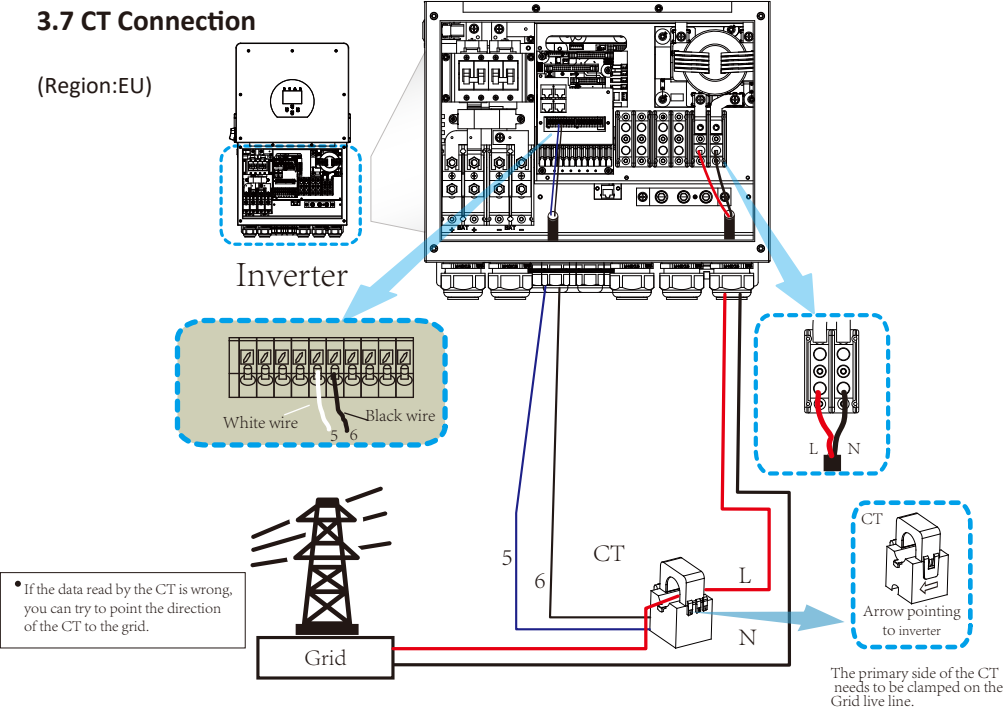 3.7 CT Connection
(Region:EU)
+ BAT + - BAT -
Inverter
White wire
Black wire
5 6
L N
5
6
CT
L
N
CT
Arrow pointing
to inverter
• If the data read by the CT is wrong,
you can try to point the direction
of the CT to the grid.
Grid
The primary side of the CT
needs to be clamped on the
Grid live line.